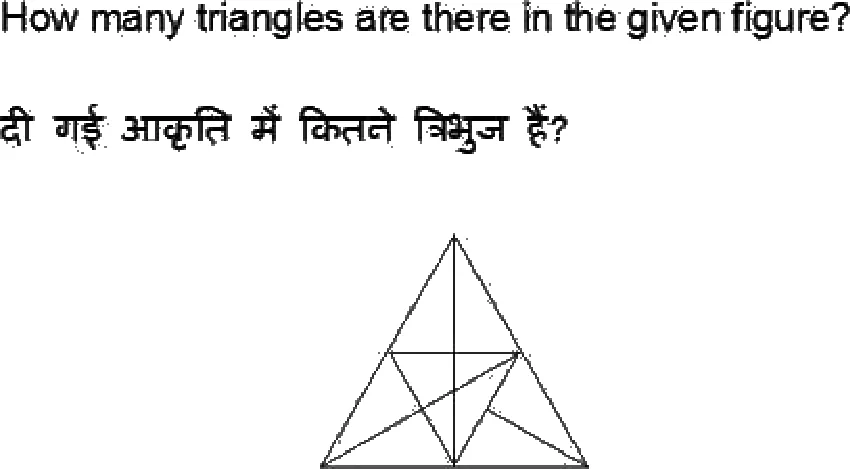 How many triangles are there in the given figure?
दी गई आकृति में कितने त्रिभुज हैं?